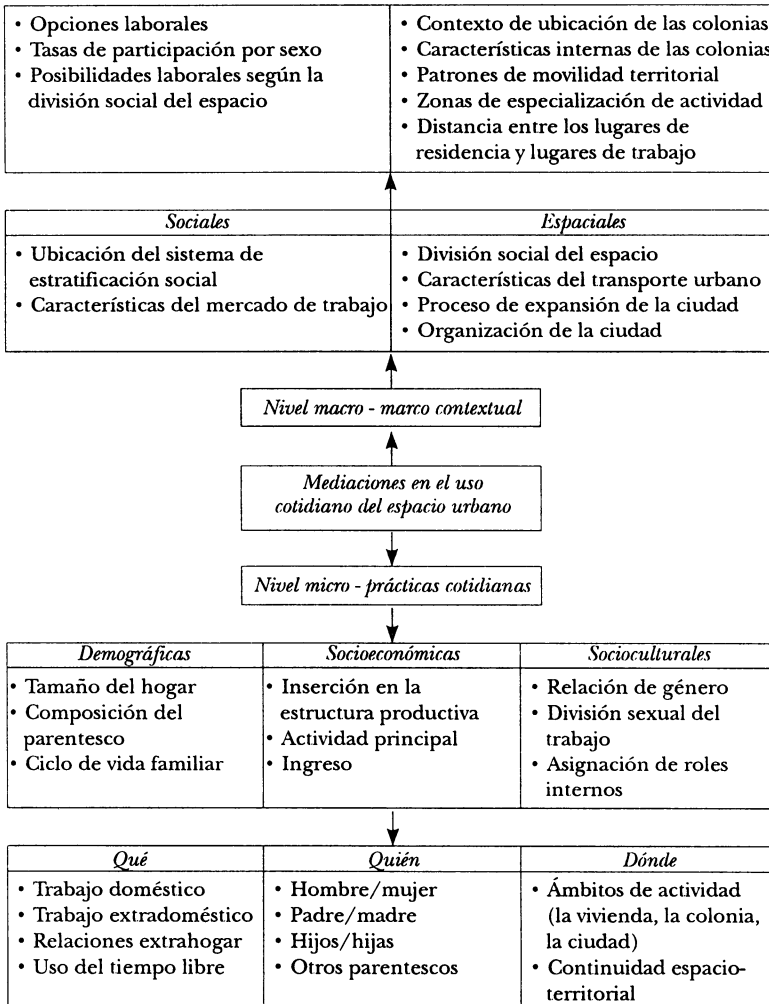 • Opciones laborales
• Tasas de participación por sexo
• Posibilidades laborales según la
división social del espacio
• Contexto de ubicación de las colonias
• Características internas de las colonias
• Patrones de movilidad territorial
• Zonas de especialización de actividad
• Distancia entre los lugares de
residencia y lugares de trabajo
Sociales
• Ubicación del sistema de
estratificación social
• Características del mercado de trabajo
Espaciales
• División social del espacio
• Características del transporte urbano
• Proceso de expansión de la ciudad
• Organización de la ciudad
Nivel macro - marco contextual
Mediaciones en el uso
cotidiano del espacio urbano
Nivel micro - prácticas cotidianas
Demográficas
• Tamaño del hogar
• Composición del
parentesco
• Ciclo de vida familiar
Socioeconómicas
• Inserción en la
estructura productiva
• Actividad principal
• Ingreso
Socioculturales
• Relación de género
• División sexual del
trabajo
• Asignación de roles
internos
Qué
• Trabajo doméstico
• Trabajo extradoméstico
• Relaciones extrahogar
• Uso del tiempo libre
Quién
• Hombre/mujer
• Padre/madre
• Hijos/hijas
• Otros parentescos
Dónde
• Ámbitos de actividad
(la vivienda, la colonia,
la ciudad)
• Continuidad espacio-
territorial